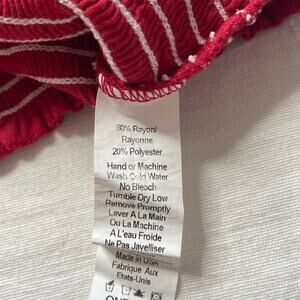 80% Rayon/
Rayonne
20% Polyester
Hand or Machine
Wash Cold Water
No Bleach
Tumble Dry Low
Remove Promptly
Laver A La Main
Ou La Machine
A L'eau Froide
Ne Pas Javelliser
Made in USA
Fabrique Aux
Etats-Unis